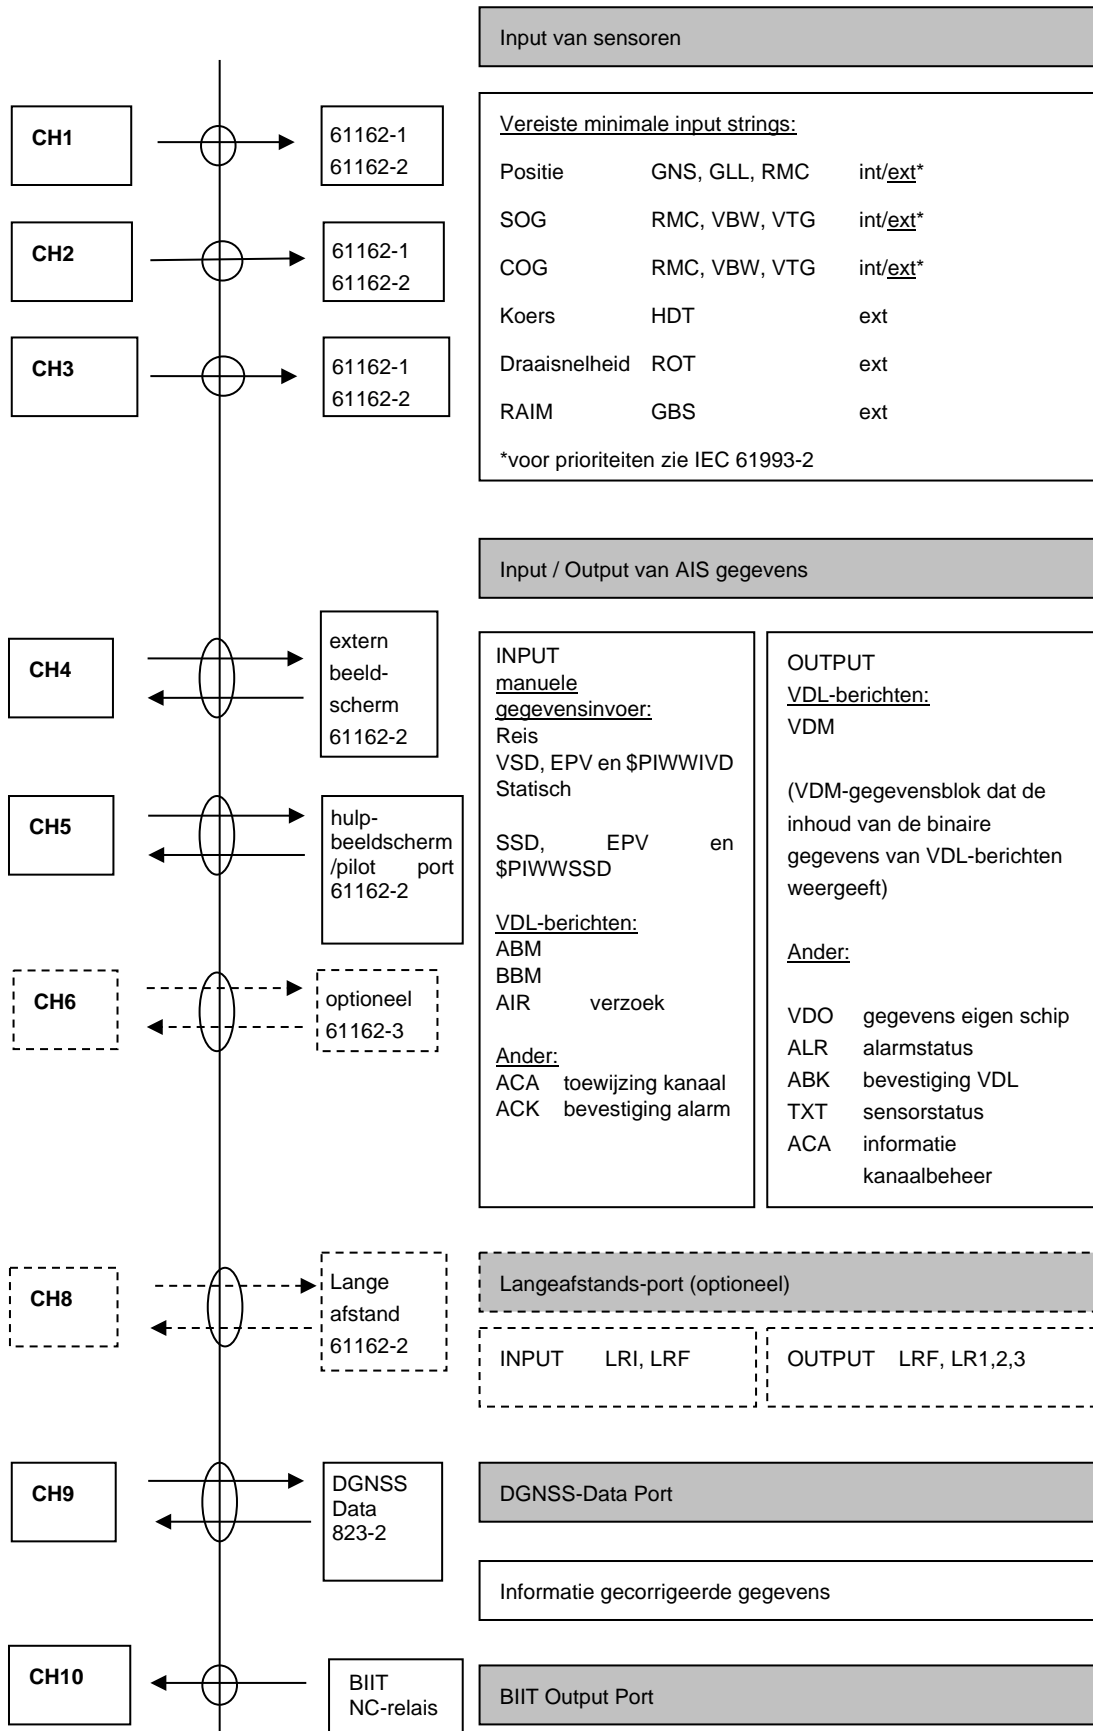 Input van sensoren
CH1
61162-1
61162-2
CH2
61162-1
61162-2
CH3
61162-1
61162-2
Vereiste minimale input strings:
Positie GNS, GLL, RMC int/ext*
SOG RMC, VBW, VTG int/ext*
COG RMC, VBW, VTG int/ext*
Koers HDT ext
Draaisnelheid ROT ext
RAIM GBS ext
*voor prioriteiten zie IEC 61993-2
Input / Output van AIS gegevens
CH4
extern
beeld-
scherm
61162-2
CH5
hulp-
beeldscherm
/pilot port
61162-2
CH6
optioneel
61162-3
INPUT
manuele
gegevensinvoer:
Reis
VSD, EPV en $PIWWIVD
Statisch
SSD, EPV en
$PIWWSSD
VDL-berichten:
ABM
BBM
AIR verzoek
Ander:
ACA toewijzing kanaal
ACK bevestiging alarm
OUTPUT
VDL-berichten:
VDM
(VDM-gegevensblok dat de
inhoud van de binaire
gegevens van VDL-berichten
weergeeft)
Ander:
VDO gegevens eigen schip
ALR alarmstatus
ABK bevestiging VDL
TXT sensorstatus
ACA informatie
kanaalbeheer
CH8
Lange
afstand
61162-2
Langeafstands-port (optioneel)
INPUT LRI, LRF
OUTPUT LRF, LR1,2,3
CH9
DGNSS
Data
823-2
DGNSS-Data Port
Informatie gecorrigeerde gegevens
CH10
BIIT
NC-relais
BIIT Output Port